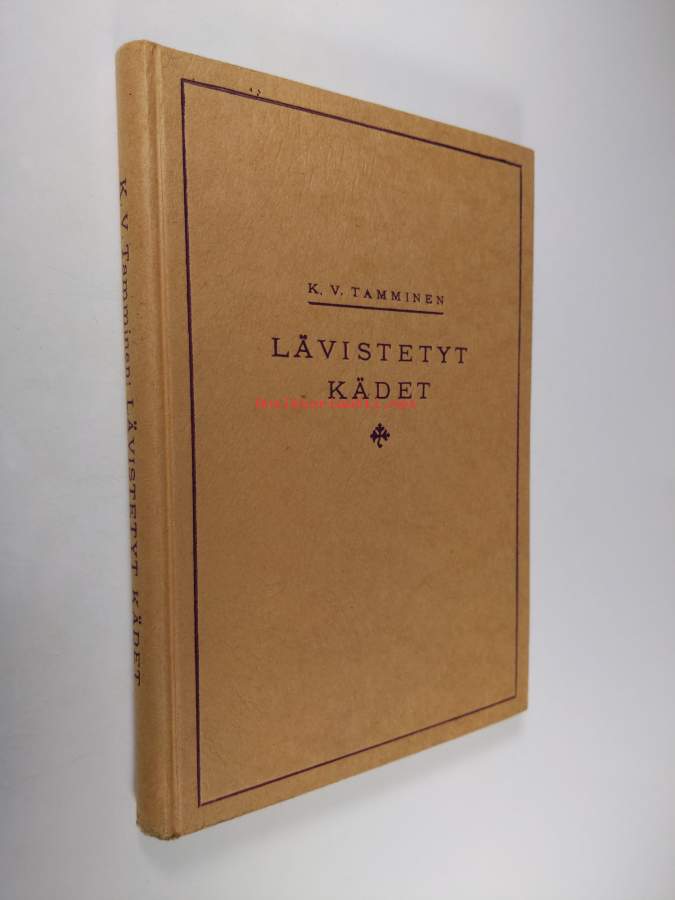 K. V. TAMMINEN
LÄVISTETYT
KÄDET
K. V. Tamminen: LÄVISTETYT KÄDET